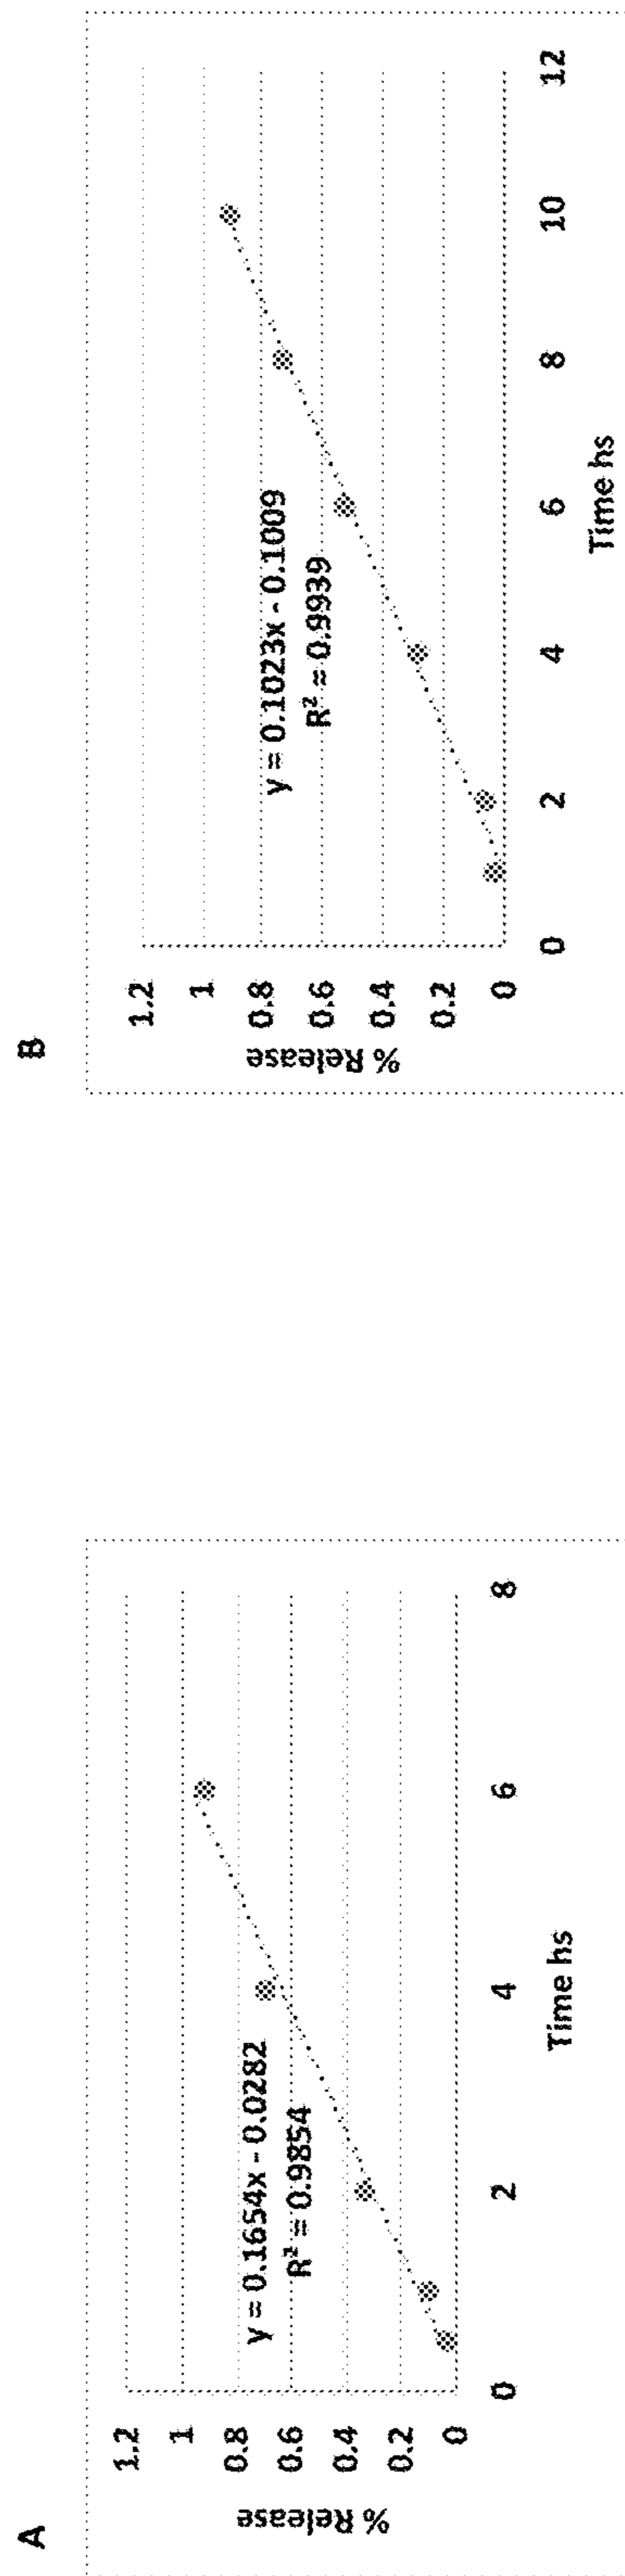 A
% Release
1.2
1
0.8
0.6
0.4
0.2
0
y = 0.1654x - 0.0282
R² = 0.9854
0 2 4 6 8
Time hs
B
% Release
1.2
1
0.8
0.6
0.4
0.2
0
y = 0.1023x - 0.1009
R² = 0.9939
0 2 4 6 8 10 12
Time hs